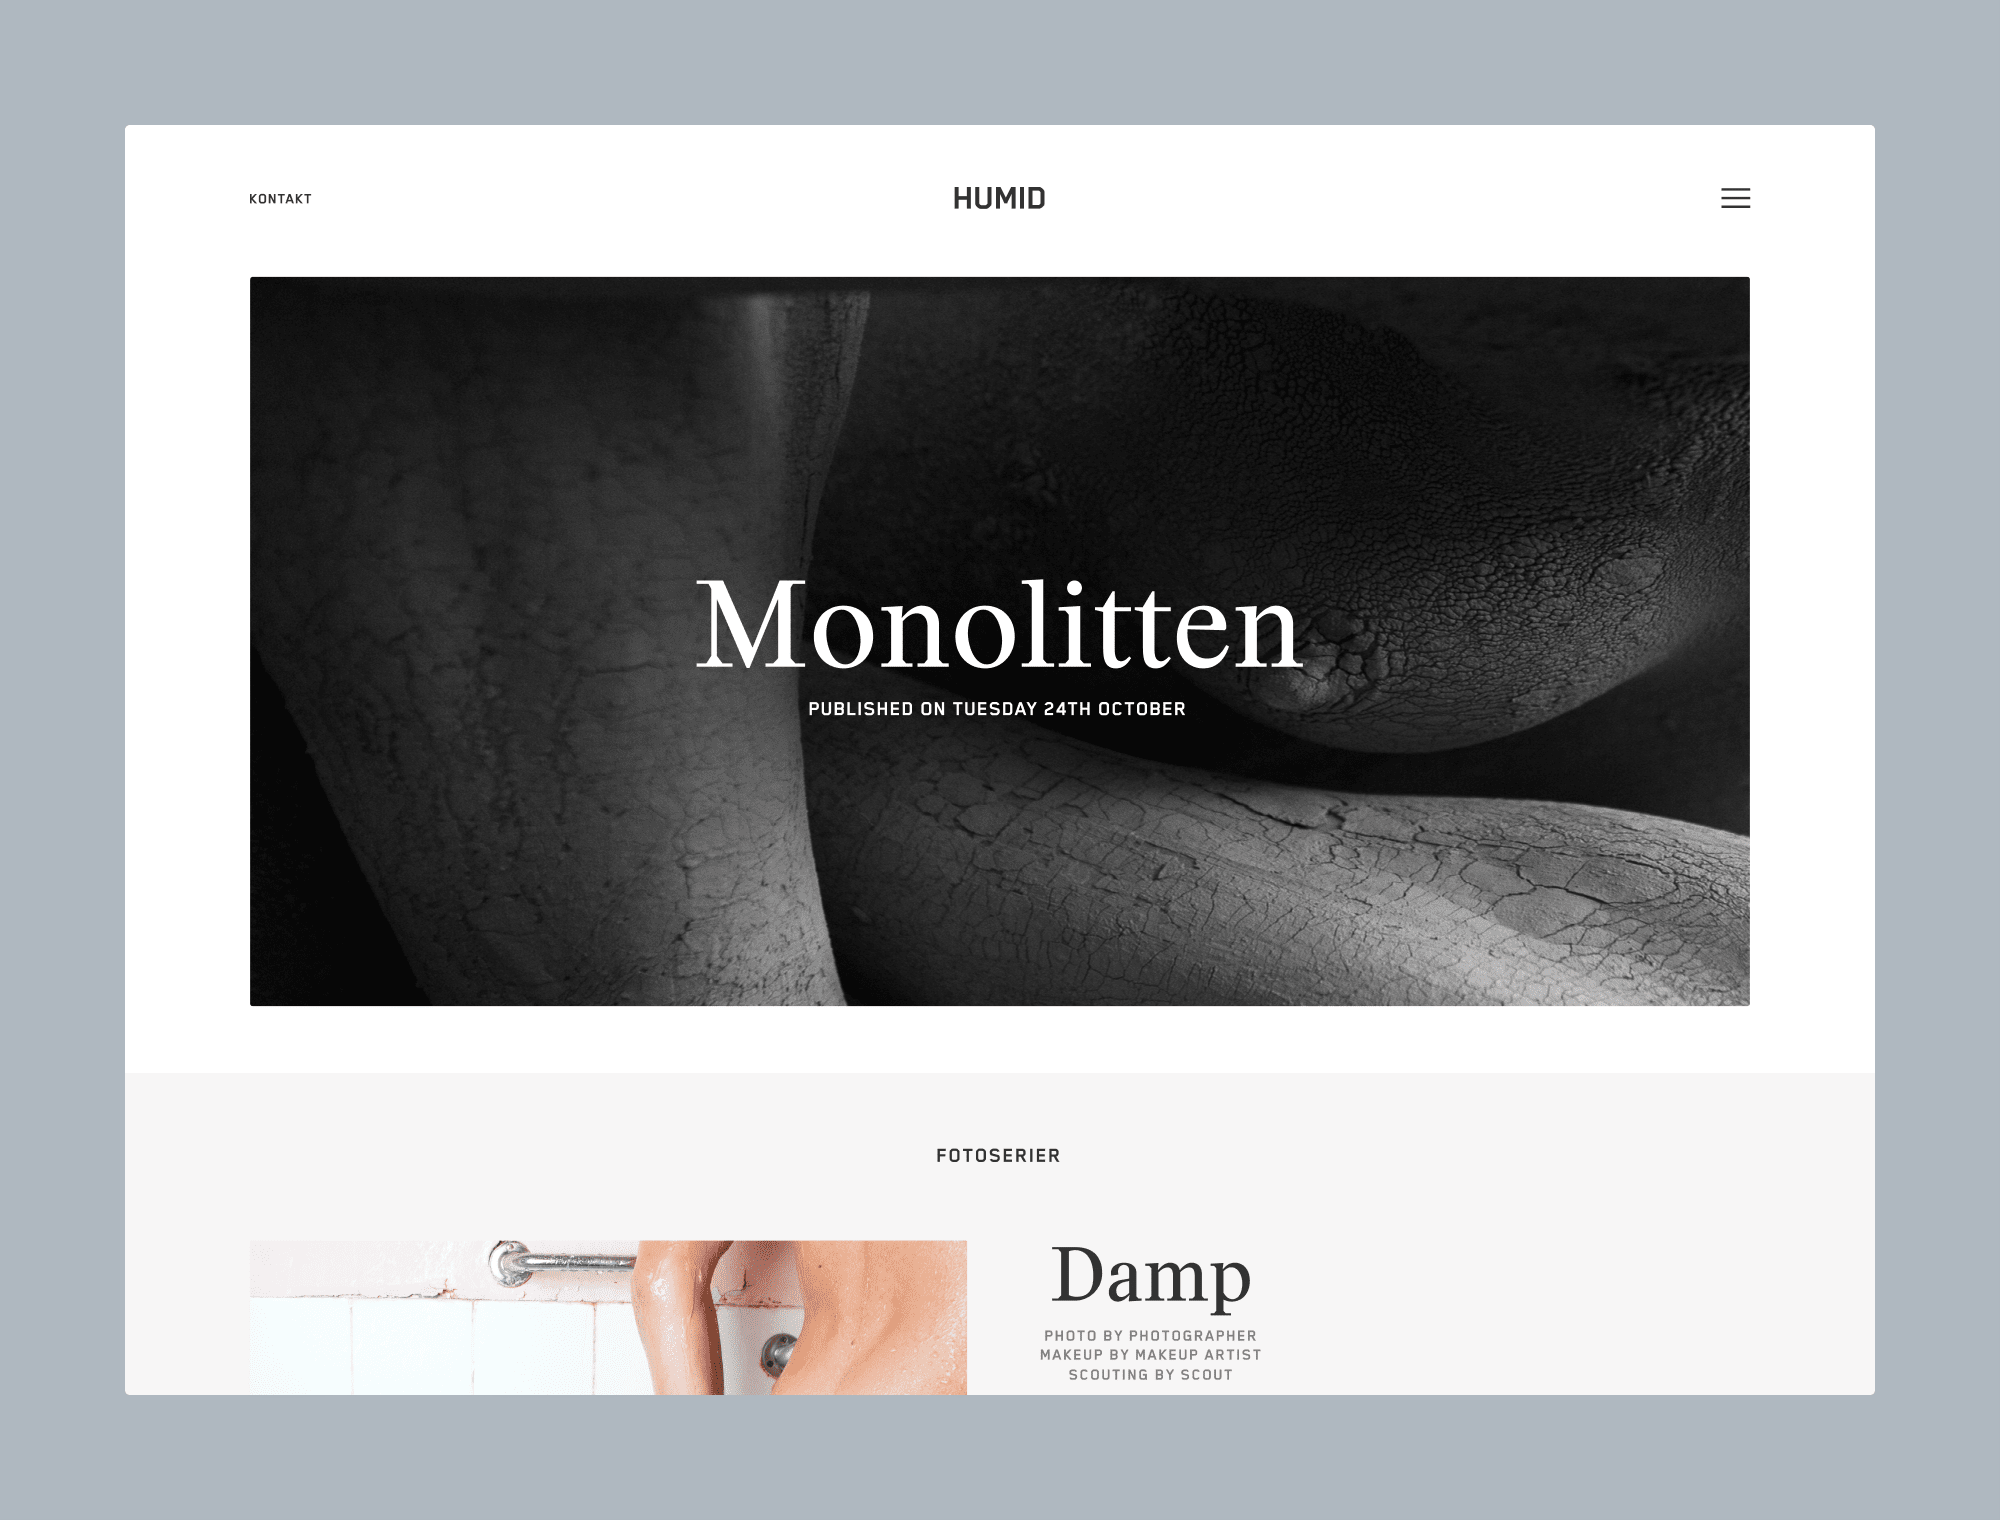 KONTAKT
HUMID
Monolitten
PUBLISHED ON TUESDAY 24TH OCTOBER
FOTOSERIER
Damp
PHOTO BY PHOTOGRAPHER
MAKEUP BY MAKEUP ARTIST
SCOUTING BY SCOUT